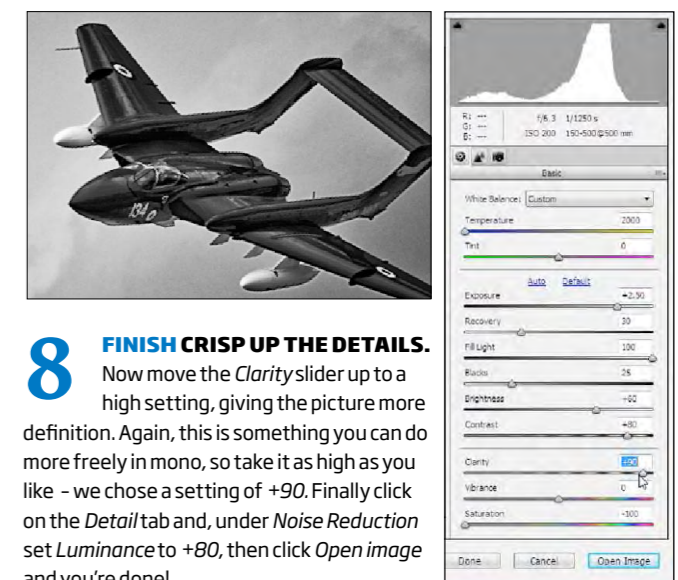 134
R: ---
G: ---
B: ---
f/6.3 1/1250 s
ISO 200 150-500@500 mm
Basic
White Balance: Custom
Temperature 2000
Tint 0
Auto Default
Exposure +2.50
Recovery 30
Fill Light 100
Blacks 25
Brightness +60
Contrast +80
Clarity +90
Vibrance 0
Saturation -100
Done Cancel Open Image
8 FINISH CRISP UP THE DETAILS.
Now move the Clarity slider up to a
high setting, giving the picture more
definition. Again, this is something you can do
more freely in mono, so take it as high as you
like – we chose a setting of +90. Finally click
on the Detail tab and, under Noise Reduction
set Luminance to +80, then click Open image
and you're done!